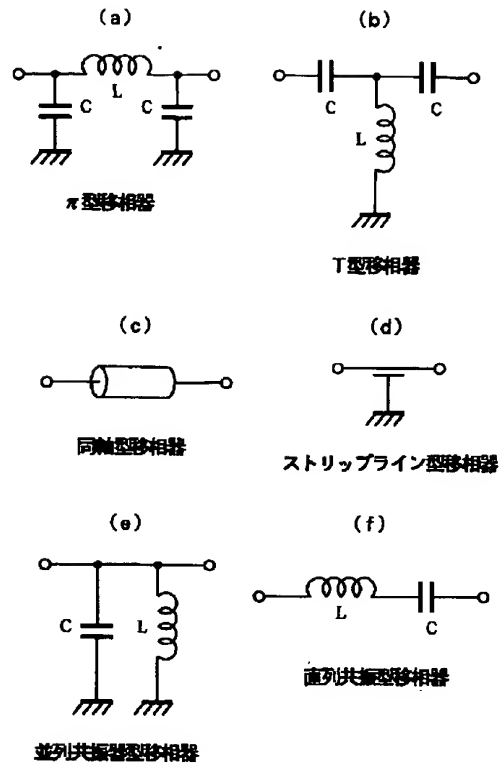 (a)
(b)
L
C
C
C
C
L
π型移相器
T型移相器
(c)
(d)
同軸型移相器
ストリップライン型移相器
(e)
(f)
C
L
L
C
直列共振型移相器
並列共振器型移相器